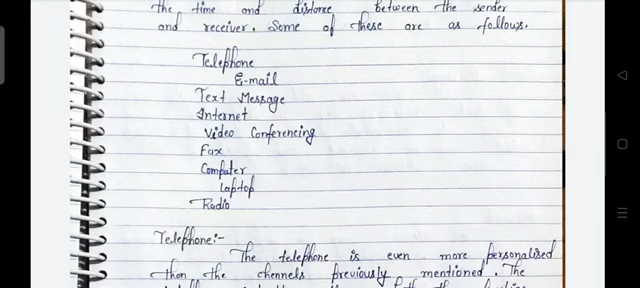 the time and distance between the sender
and receiver. Some of these are as follows.
Telephone
E-mail
Text Message
Internet
Video Conferencing
Fax
Computer
Laptop
Radio
Telephone:-
The telephone is even more personalised
than the channels previously mentioned. The